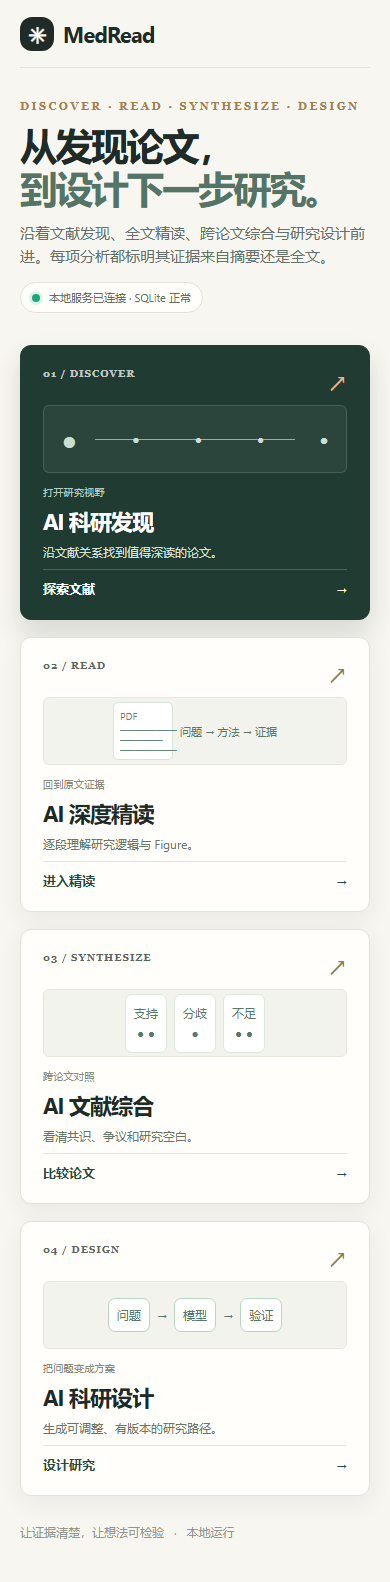 MedRead
DISCOVER · READ · SYNTHESIZE · DESIGN
从发现论文，
到设计下一步研究。
沿着文献发现、全文精读、跨论文综合与研究设计前
进。每项分析都标明其证据来自摘要还是全文。
本地服务已连接 · SQLite 正常
01 / DISCOVER
↗
打开研究视野
AI 科研发现
沿文献关系找到值得深读的论文。
探索文献 →
02 / READ
↗
PDF
问题 → 方法 → 证据
回到原文证据
AI 深度精读
逐段理解研究逻辑与 Figure。
进入精读 →
03 / SYNTHESIZE
↗
支持 分歧 不足
跨论文对照
AI 文献综合
看清共识、争议和研究空白。
比较论文 →
04 / DESIGN
↗
问题 → 模型 → 验证
把问题变成方案
AI 科研设计
生成可调整、有版本的研究路径。
设计研究 →
让证据清楚，让想法可检验 · 本地运行